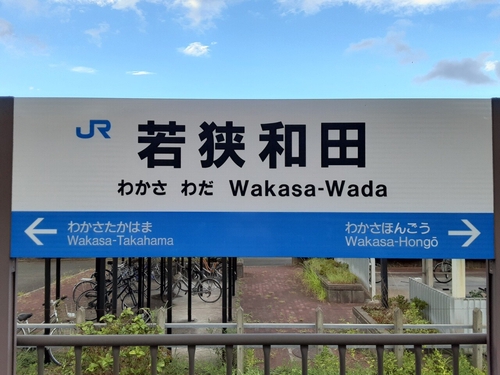 JR
若狭和田
わかさ わだ Wakasa-Wada
← わかさたかはま わかさほんごう →
Wakasa-Takahama Wakasa-Hongō